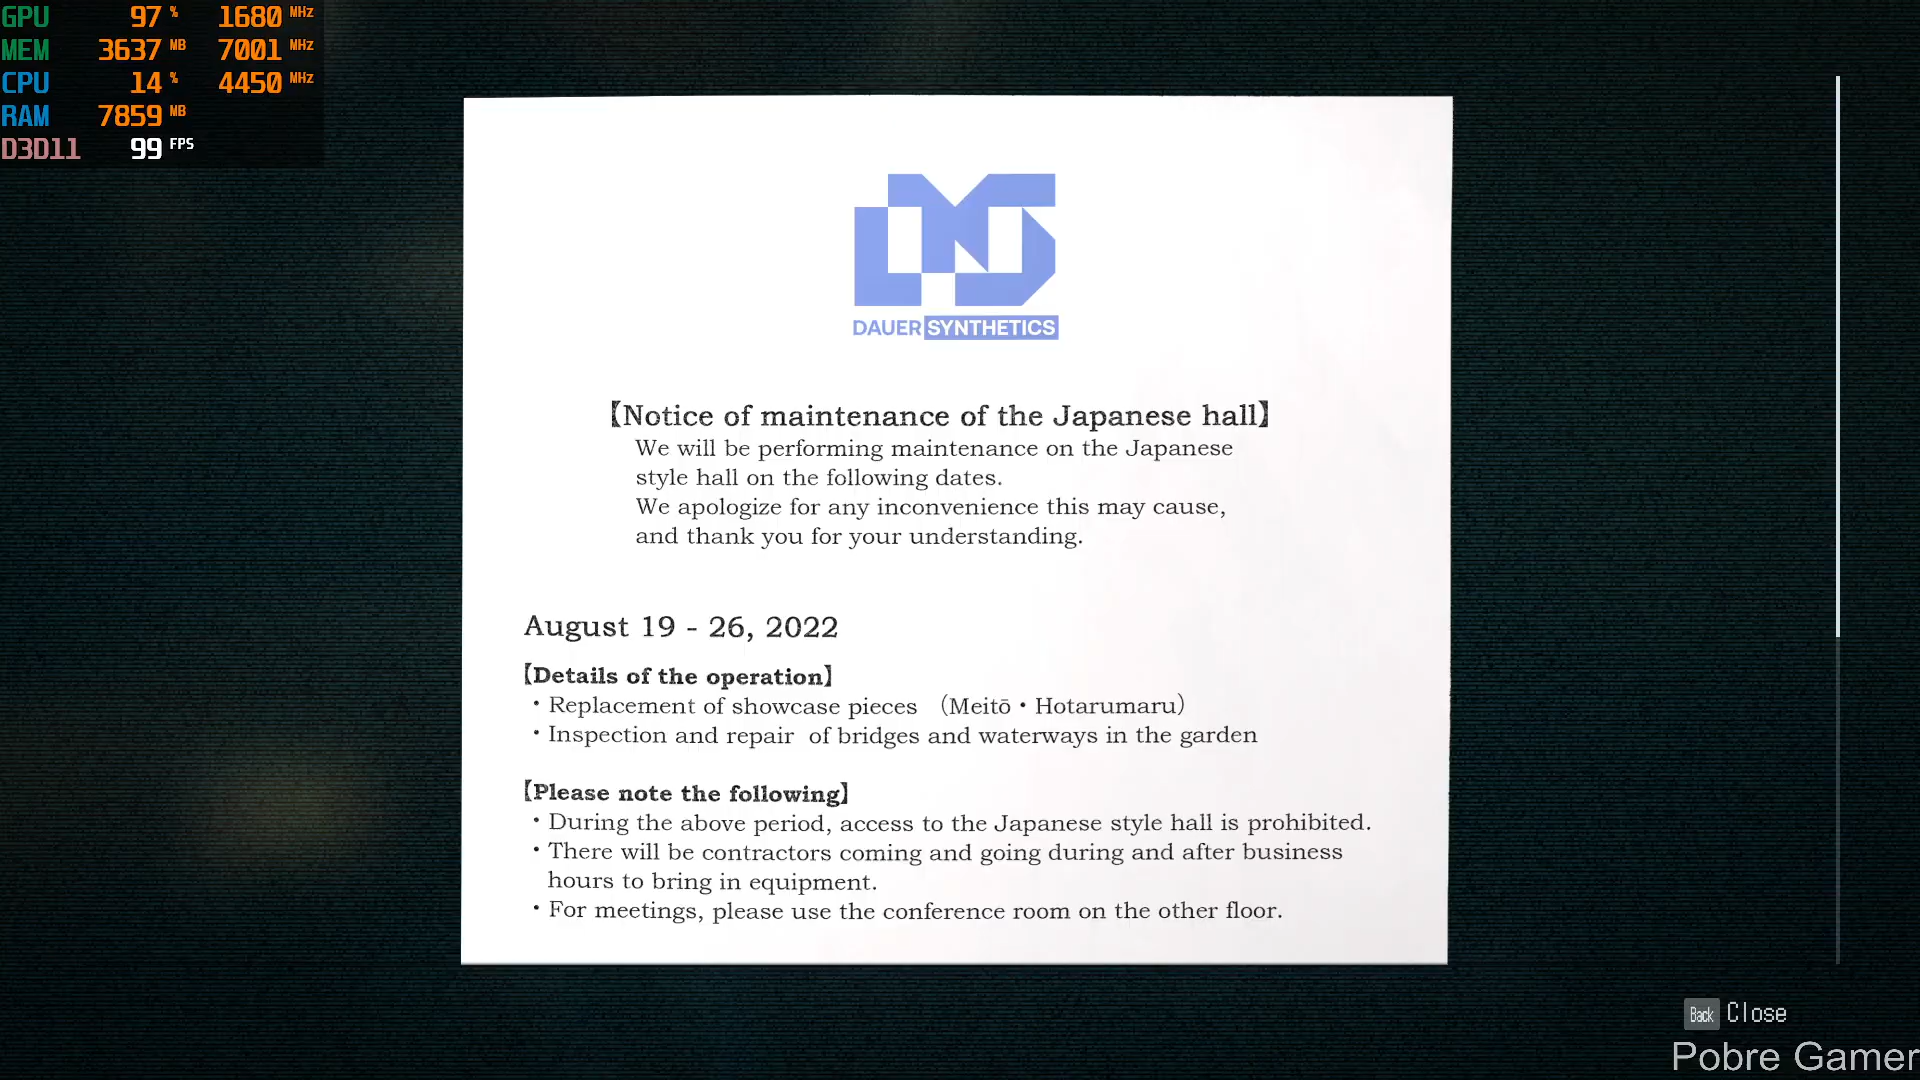 GPU 97 % 1680 MHz
MEM 3637 MB 7001 MHz
CPU 14 % 4450 MHz
RAM 7859 MB
D3D11 99 FPS
DNS
DAUER SYNTHETICS
【Notice of maintenance of the Japanese hall】
We will be performing maintenance on the Japanese
style hall on the following dates.
We apologize for any inconvenience this may cause,
and thank you for your understanding.
August 19 - 26, 2022
【Details of the operation】
・Replacement of showcase pieces （Meitō・Hotarumaru）
・Inspection and repair of bridges and waterways in the garden
【Please note the following】
・During the above period, access to the Japanese style hall is prohibited.
・There will be contractors coming and going during and after business
hours to bring in equipment.
・For meetings, please use the conference room on the other floor.
Back Close
Pobre Gamer